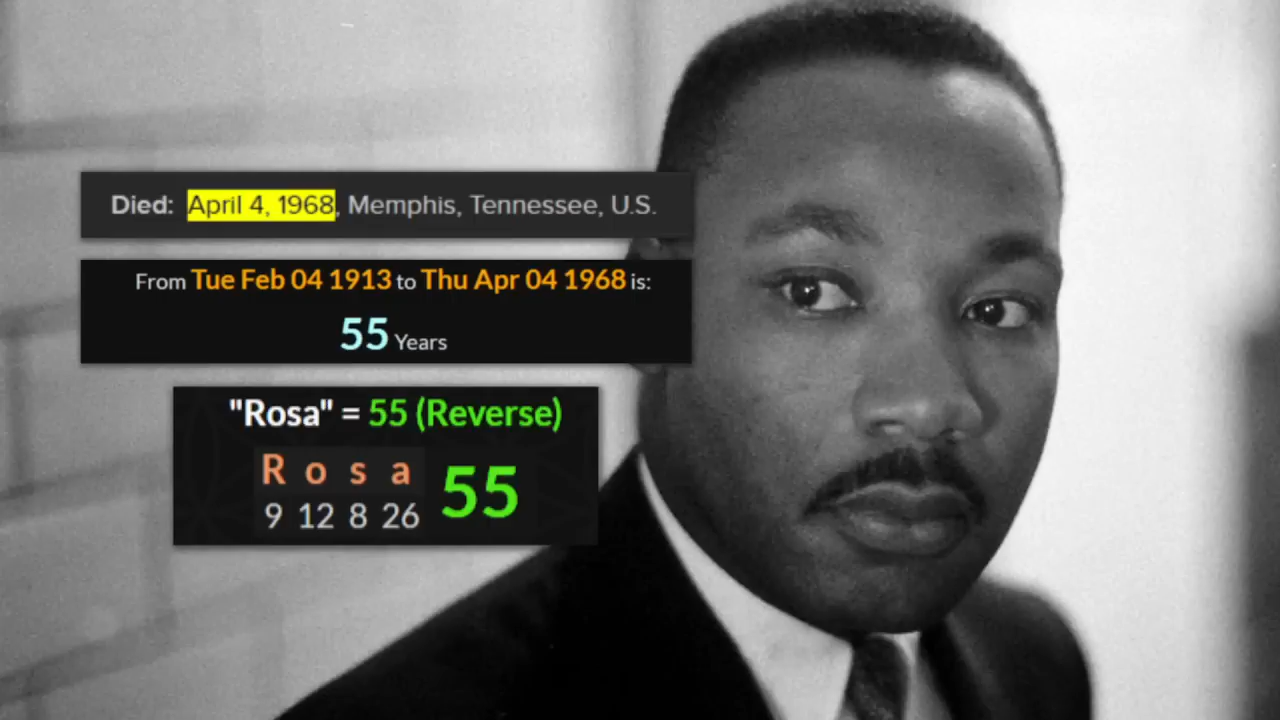 Died: April 4, 1968, Memphis, Tennessee, U.S.
From Tue Feb 04 1913 to Thu Apr 04 1968 is:
55 Years
"Rosa" = 55 (Reverse)
R o s a 55
9 12 8 26